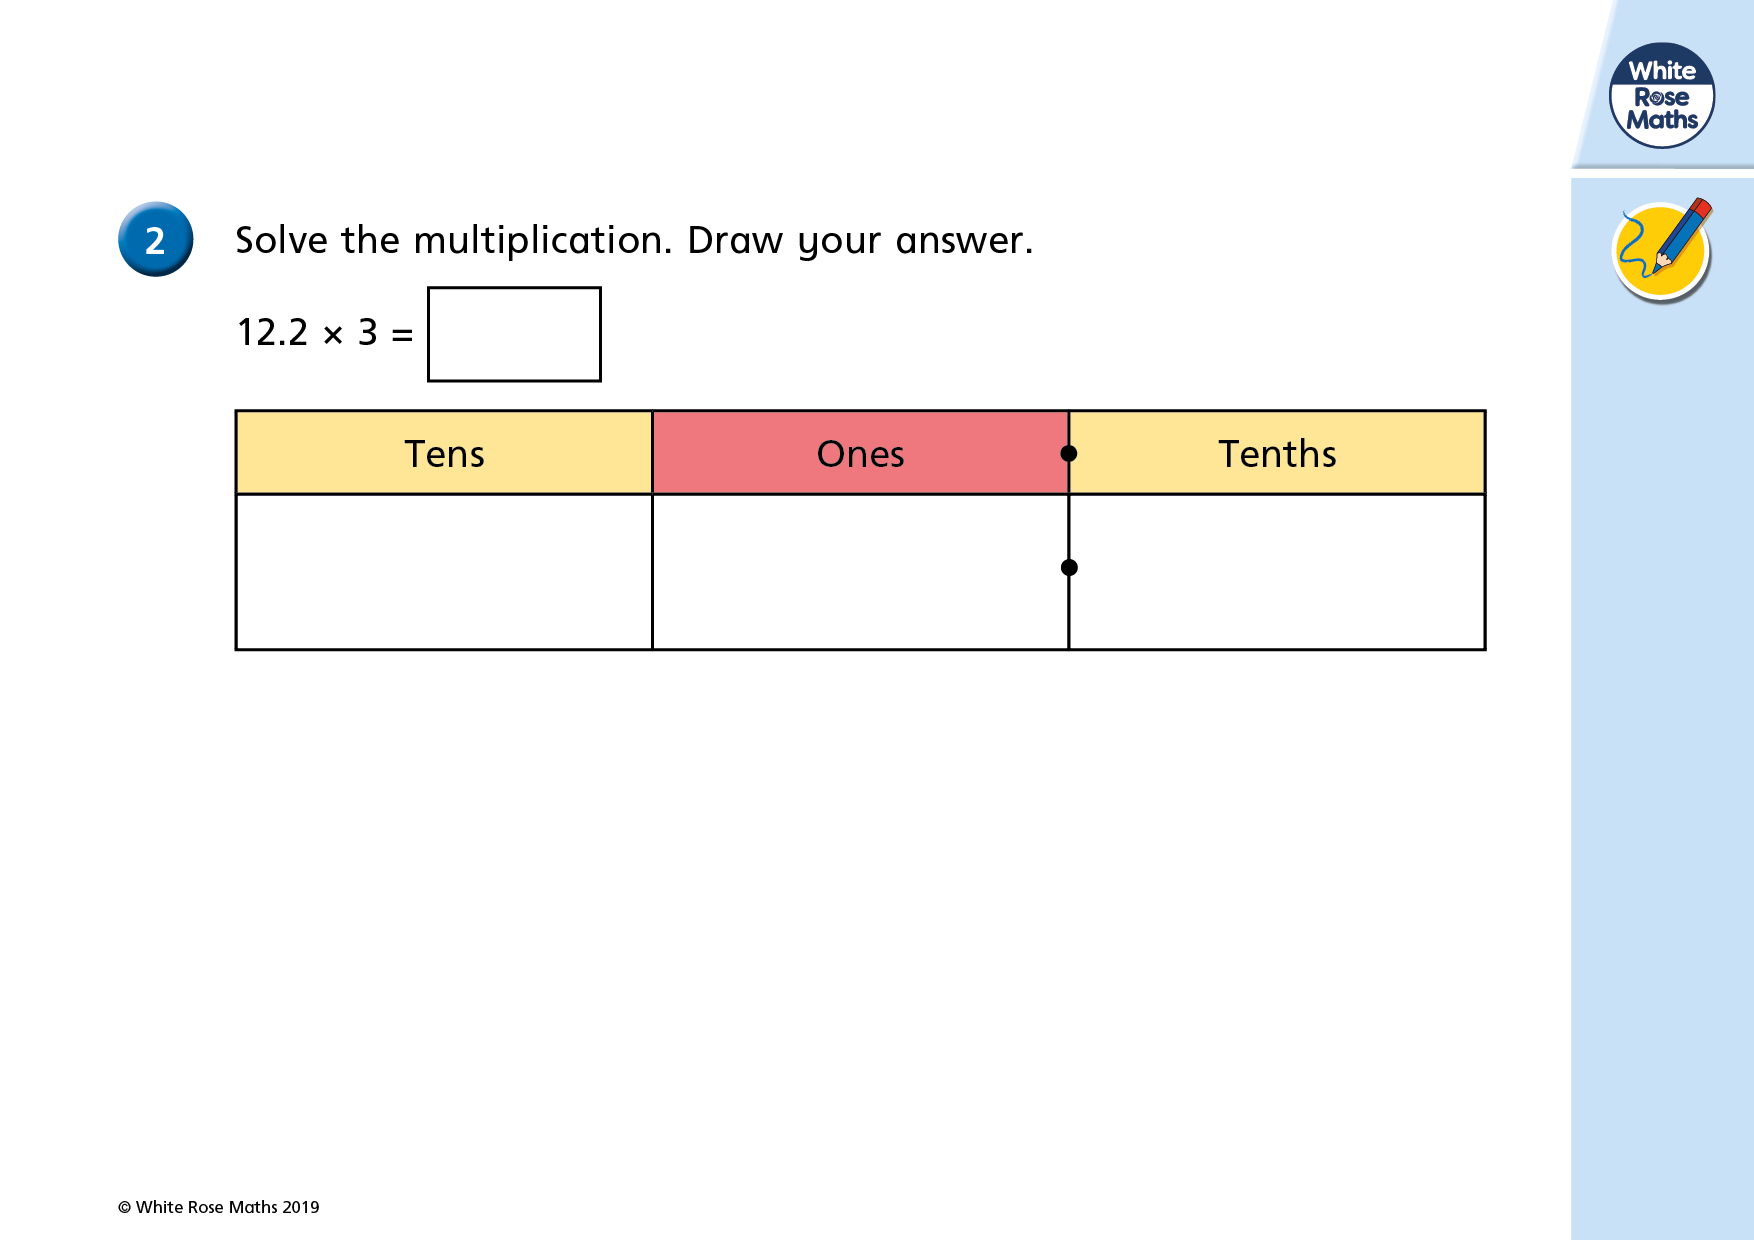 White
Rose
Maths
2 Solve the multiplication. Draw your answer.
12.2 × 3 =
Tens Ones Tenths
© White Rose Maths 2019